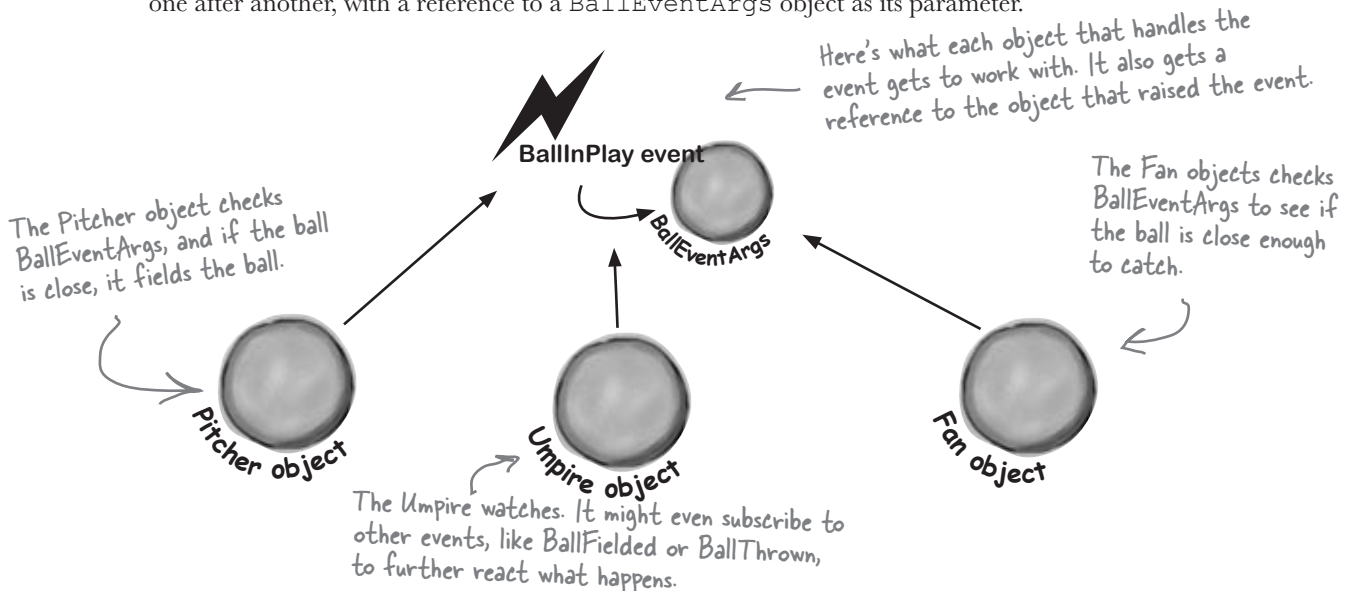 one after another, with a reference to a BallEventArgs object as its parameter.
Here's what each object that handles the
event gets to work with. It also gets a
reference to the object that raised the event.
BallInPlay event
BallEventArgs
The Fan objects checks
BallEventArgs to see if
the ball is close enough
to catch.
The Pitcher object checks
BallEventArgs, and if the ball
is close, it fields the ball.
Pitcher object
Umpire object
Fan object
The Umpire watches. It might even subscribe to
other events, like BallFielded or BallThrown,
to further react what happens.